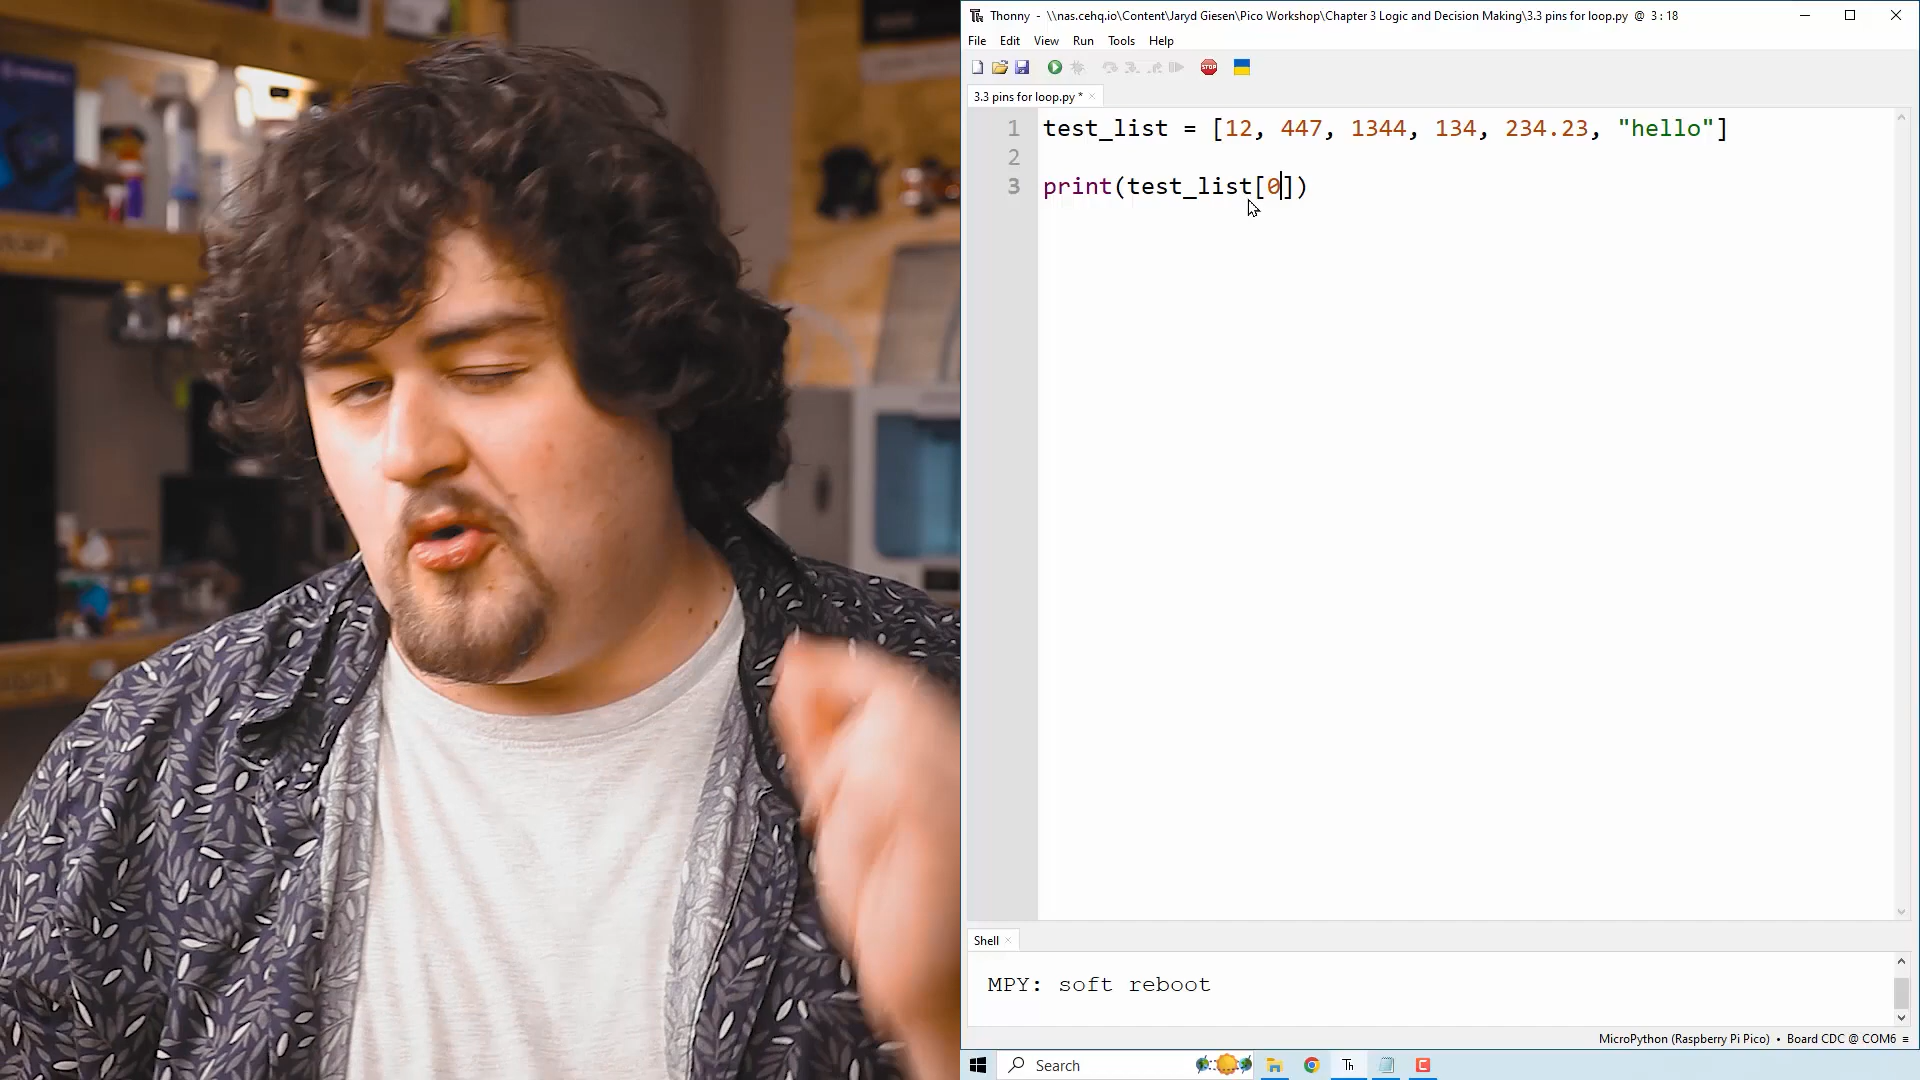 Thonny - \\nas.cehq.io\Content\Jaryd Giesen\Pico Workshop\Chapter 3 Logic and Decision Making\3.3 pins for loop.py @ 3 : 18
File Edit View Run Tools Help
STOP
3.3 pins for loop.py * ×
1 test_list = [12, 447, 1344, 134, 234.23, "hello"]
2
3 print(test_list[0])
Shell ×
MPY: soft reboot
MicroPython (Raspberry Pi Pico) • Board CDC @ COM6 ≡
Search
Th